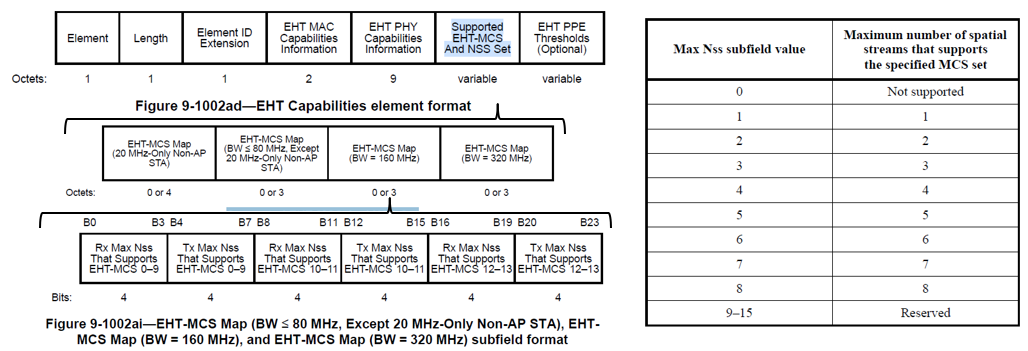 Element
Length
Element ID
Extension
EHT MAC
Capabilities
Information
EHT PHY
Capabilities
Information
Supported
EHT-MCS
And NSS Set
EHT PPE
Thresholds
(Optional)
Octets: 1 1 1 2 9 variable variable
Figure 9-1002ad—EHT Capabilities element format
EHT-MCS Map
(20 MHz-Only Non-AP
STA)
EHT-MCS Map
(BW ≤ 80 MHz, Except
20 MHz-Only Non-AP
STA)
EHT-MCS Map
(BW = 160 MHz)
EHT-MCS Map
(BW = 320 MHz)
Octets: 0 or 4 0 or 3 0 or 3 0 or 3
B0 B3 B4 B7 B8 B11 B12 B15 B16 B19 B20 B23
Rx Max Nss
That Supports
EHT-MCS 0–9
Tx Max Nss
That Supports
EHT-MCS 0–9
Rx Max Nss
That Supports
EHT-MCS 10–11
Tx Max Nss
That Supports
EHT-MCS 10–11
Rx Max Nss
That Supports
EHT-MCS 12–13
Tx Max Nss
That Supports
EHT-MCS 12–13
Bits: 4 4 4 4 4 4
Figure 9-1002ai—EHT-MCS Map (BW ≤ 80 MHz, Except 20 MHz-Only Non-AP STA), EHT-
MCS Map (BW = 160 MHz), and EHT-MCS Map (BW = 320 MHz) subfield format
Max Nss subfield value
Maximum number of spatial
streams that supports
the specified MCS set
0 Not supported
1 1
2 2
3 3
4 4
5 5
6 6
7 7
8 8
9–15 Reserved